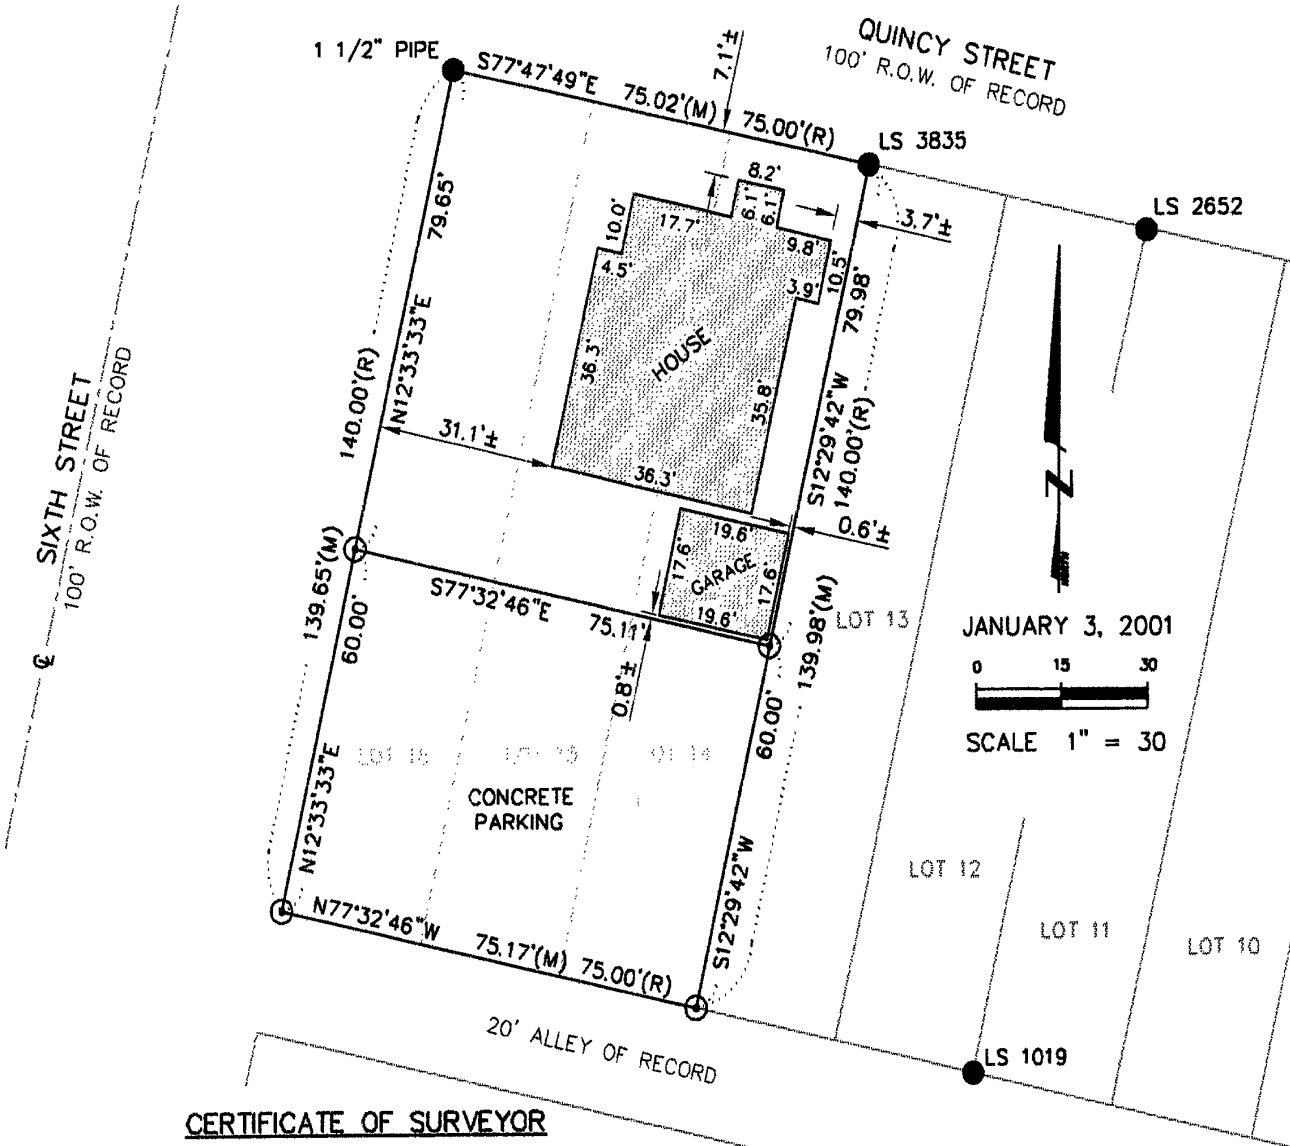 QUINCY STREET
100' R.O.W. OF RECORD
1 1/2" PIPE
S77°47'49"E
75.02'(M)
75.00'(R)
7.1'±
LS 3835
LS 2652
8.2'
6.1'
6.1'
17.7'
10.0'
4.5'
9.8'
10.5'
3.9'
3.7'±
79.65'
79.98'
HOUSE
36.3'
35.8'
36.3'
N12°33'33"E
140.00'(R)
S12°29'42"W
140.00'(R)
31.1'±
SIXTH STREET
100' R.O.W. OF RECORD
0.6'±
19.6'
17.6'
GARAGE
17.6'
19.6'
139.65'(M)
S77°32'46"E
75.11'
0.8'±
60.00'
60.00'
139.98'(M)
LOT 13
JANUARY 3, 2001
0 15 30
SCALE 1" = 30
LOT 16
CONCRETE
PARKING
N12°33'33"E
S12°29'42"W
LOT 12
LOT 11
LOT 10
N77°32'46"W
75.17'(M)
75.00'(R)
20' ALLEY OF RECORD
LS 1019
CERTIFICATE OF SURVEYOR